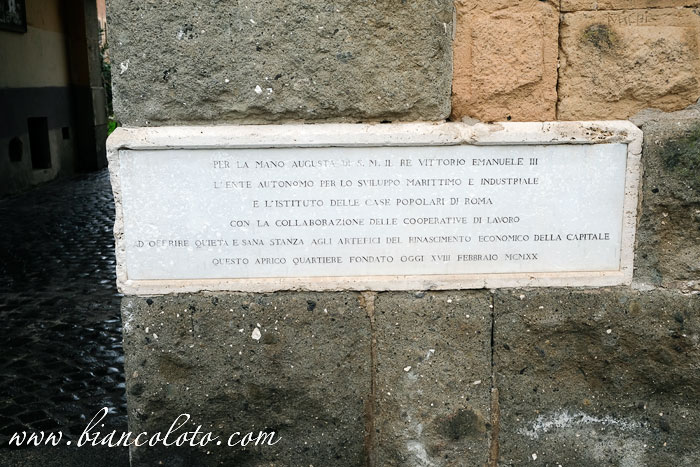 PER LA MANO AUGUSTA DI S. M. IL RE VITTORIO EMANUELE III
L'ENTE AUTONOMO PER LO SVILUPPO MARITTIMO E INDUSTRIALE
E L'ISTITUTO DELLE CASE POPOLARI DI ROMA
CON LA COLLABORAZIONE DELLE COOPERATIVE DI LAVORO
AD OFFRIRE QUIETA E SANA STANZA AGLI ARTEFICI DEL RINASCIMENTO ECONOMICO DELLA CAPITALE
QUESTO APRICO QUARTIERE FONDATO OGGI XVIII FEBBRAIO MCMXX
www.biancoloto.com